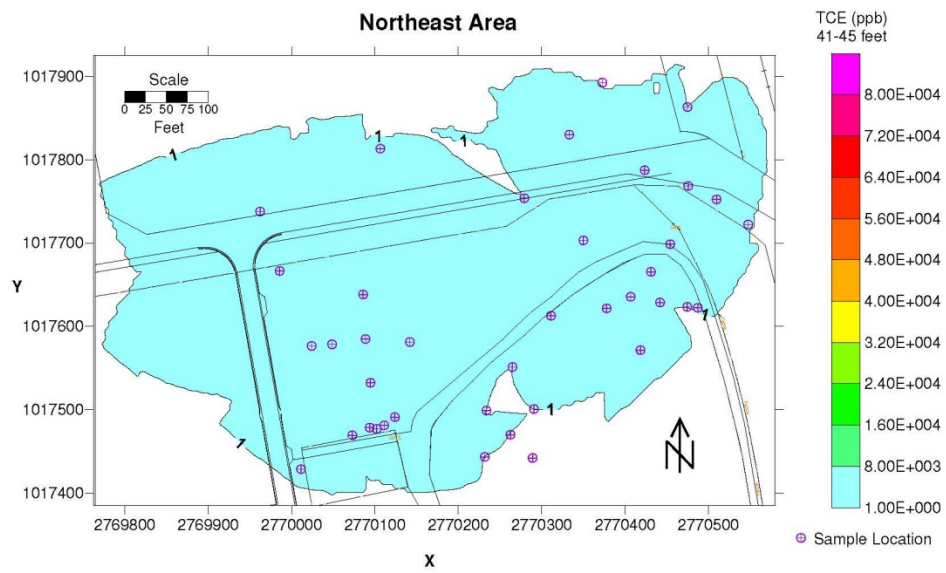 Northeast Area
TCE (ppb)
41-45 feet
Scale
0 25 50 75 100
Feet
1
1
1
1
1
1
1017900
1017800
1017700
1017600
1017500
1017400
Y
2769800 2769900 2770000 2770100 2770200 2770300 2770400 2770500
X
N
8.00E+004
7.20E+004
6.40E+004
5.60E+004
4.80E+004
4.00E+004
3.20E+004
2.40E+004
1.60E+004
8.00E+003
1.00E+000
Sample Location